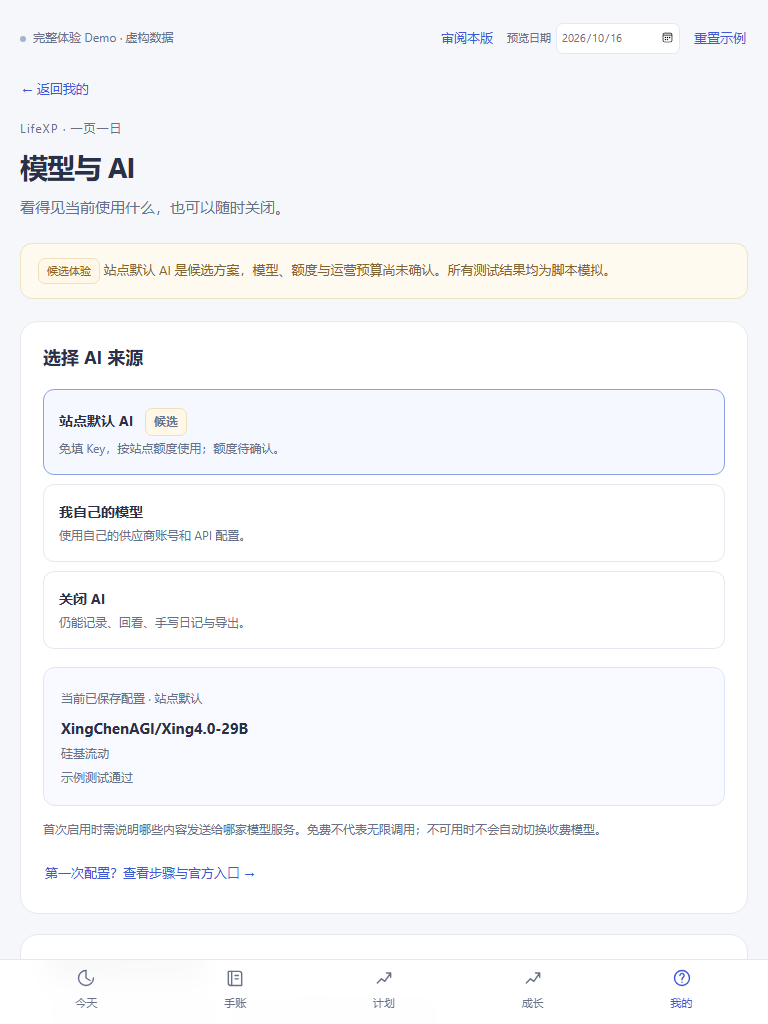 完整体验 Demo · 虚构数据
审阅本版
预览日期
2026/10/16
重置示例
← 返回我的
LifeXP · 一页一日
模型与 AI
看得见当前使用什么，也可以随时关闭。
候选体验 站点默认 AI 是候选方案，模型、额度与运营预算尚未确认。所有测试结果均为脚本模拟。
选择 AI 来源
站点默认 AI 候选
免填 Key，按站点额度使用；额度待确认。
我自己的模型
使用自己的供应商账号和 API 配置。
关闭 AI
仍能记录、回看、手写日记与导出。
当前已保存配置 · 站点默认
XingChenAGI/Xing4.0-29B
硅基流动
示例测试通过
首次启用时需说明哪些内容发送给哪家模型服务。免费不代表无限调用；不可用时不会自动切换收费模型。
第一次配置？查看步骤与官方入口 →
今天
手账
计划
成长
我的